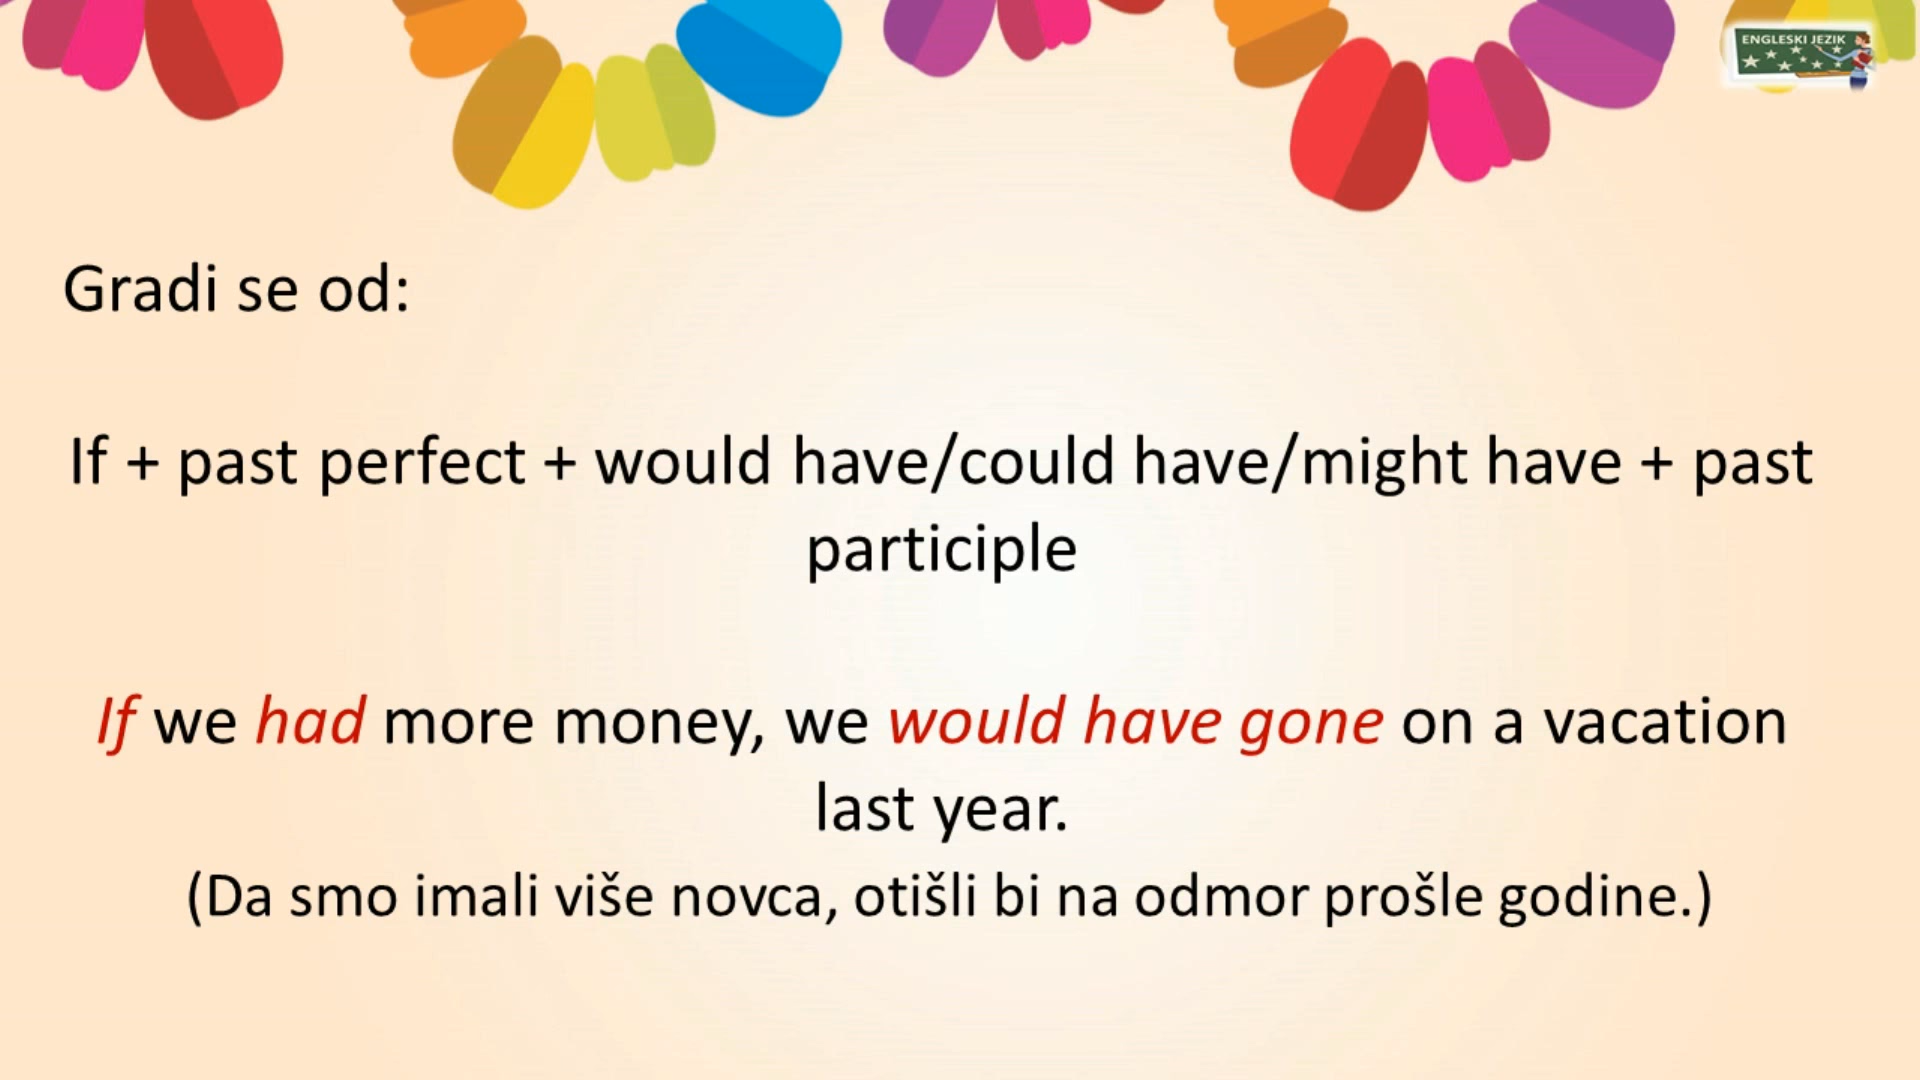 ENGLESKI JEZIK
Gradi se od:
If + past perfect + would have/could have/might have + past
participle
If we had more money, we would have gone on a vacation
last year.
(Da smo imali više novca, otišli bi na odmor prošle godine.)